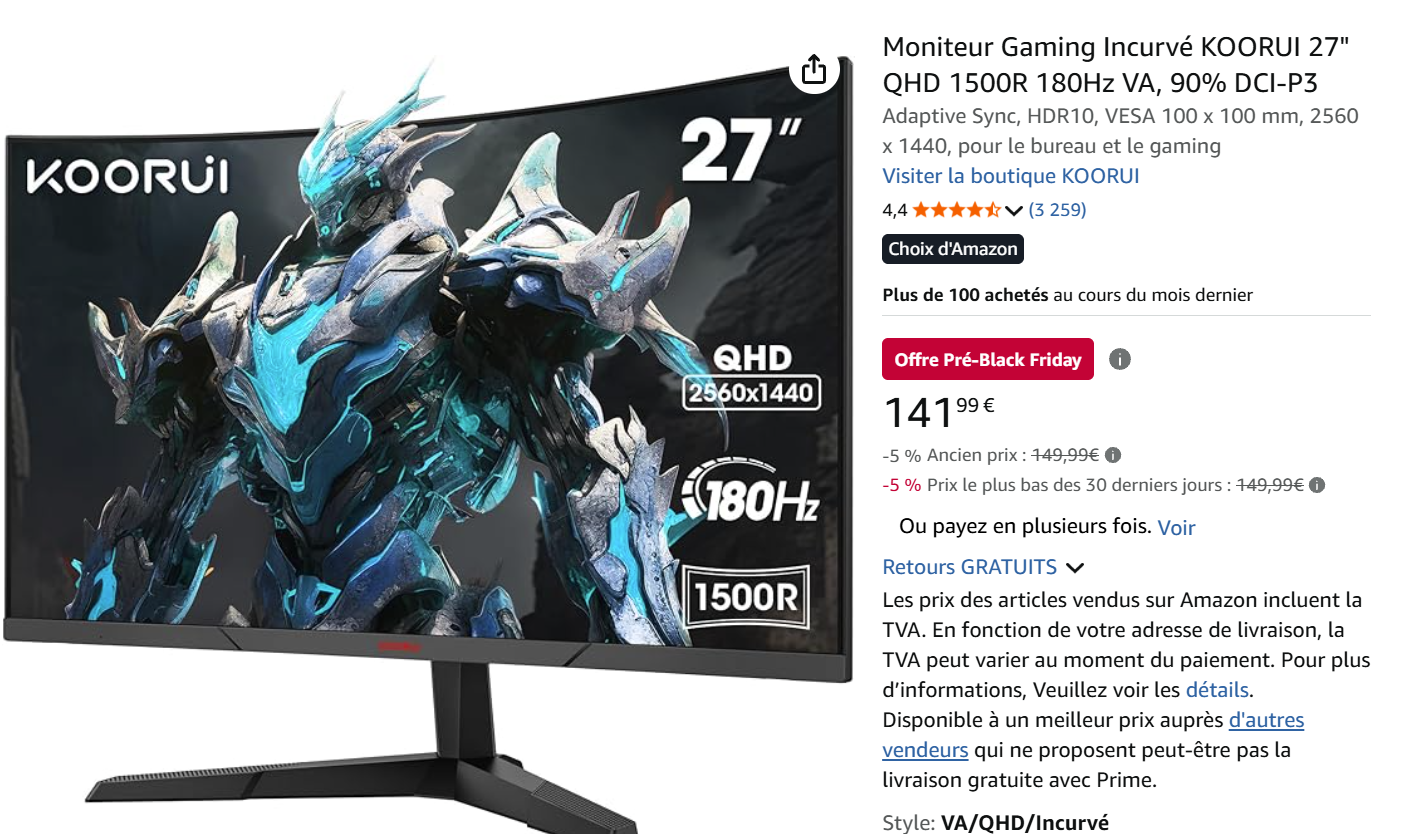 KOORUI
27"
QHD
2560x1440
180Hz
1500R
Moniteur Gaming Incurvé KOORUI 27"
QHD 1500R 180Hz VA, 90% DCI-P3
Adaptive Sync, HDR10, VESA 100 x 100 mm, 2560
x 1440, pour le bureau et le gaming
Visiter la boutique KOORUI
4,4 (3 259)
Choix d'Amazon
Plus de 100 achetés au cours du mois dernier
Offre Pré-Black Friday
141,99 €
-5 % Ancien prix : 149,99€
-5 % Prix le plus bas des 30 derniers jours : 149,99€
Ou payez en plusieurs fois. Voir
Retours GRATUITS
Les prix des articles vendus sur Amazon incluent la
TVA. En fonction de votre adresse de livraison, la
TVA peut varier au moment du paiement. Pour plus
d’informations, Veuillez voir les détails.
Disponible à un meilleur prix auprès d'autres
vendeurs qui ne proposent peut-être pas la
livraison gratuite avec Prime.
Style: VA/QHD/Incurvé